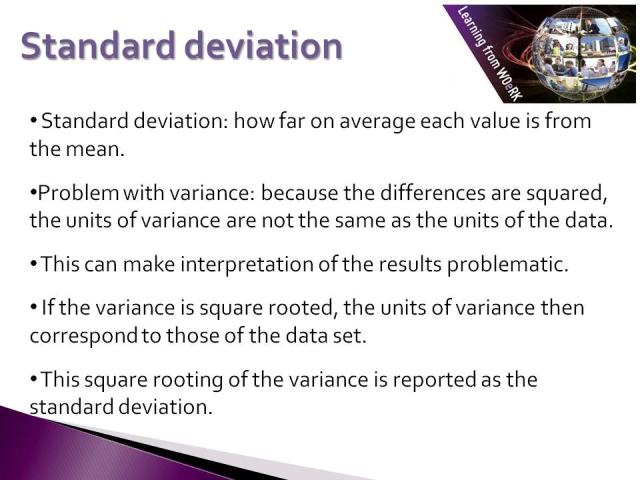 Standard deviation
Learning from WOeRK
• Standard deviation: how far on average each value is from
the mean.
•Problem with variance: because the differences are squared,
the units of variance are not the same as the units of the data.
• This can make interpretation of the results problematic.
• If the variance is square rooted, the units of variance then
correspond to those of the data set.
• This square rooting of the variance is reported as the
standard deviation.